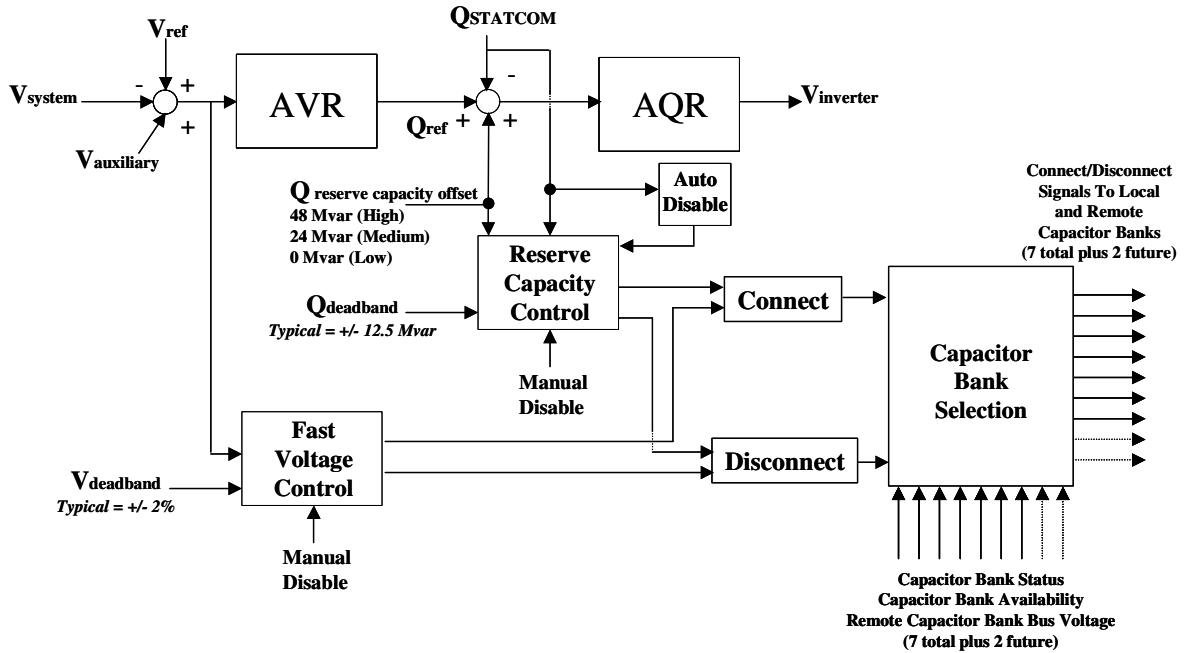 Vref
QSTATCOM
Vsystem
-
+
+
Vauxiliary
AVR
Qref
-
+
+
AQR
Vinverter
Q reserve capacity offset
48 Mvar (High)
24 Mvar (Medium)
0 Mvar (Low)
Auto
Disable
Connect/Disconnect
Signals To Local
and Remote
Capacitor Banks
(7 total plus 2 future)
Reserve
Capacity
Control
Qdeadband
Typical = +/- 12.5 Mvar
Connect
Manual
Disable
Capacitor
Bank
Selection
Fast
Voltage
Control
Disconnect
Vdeadband
Typical = +/- 2%
Manual
Disable
Capacitor Bank Status
Capacitor Bank Availability
Remote Capacitor Bank Bus Voltage
(7 total plus 2 future)